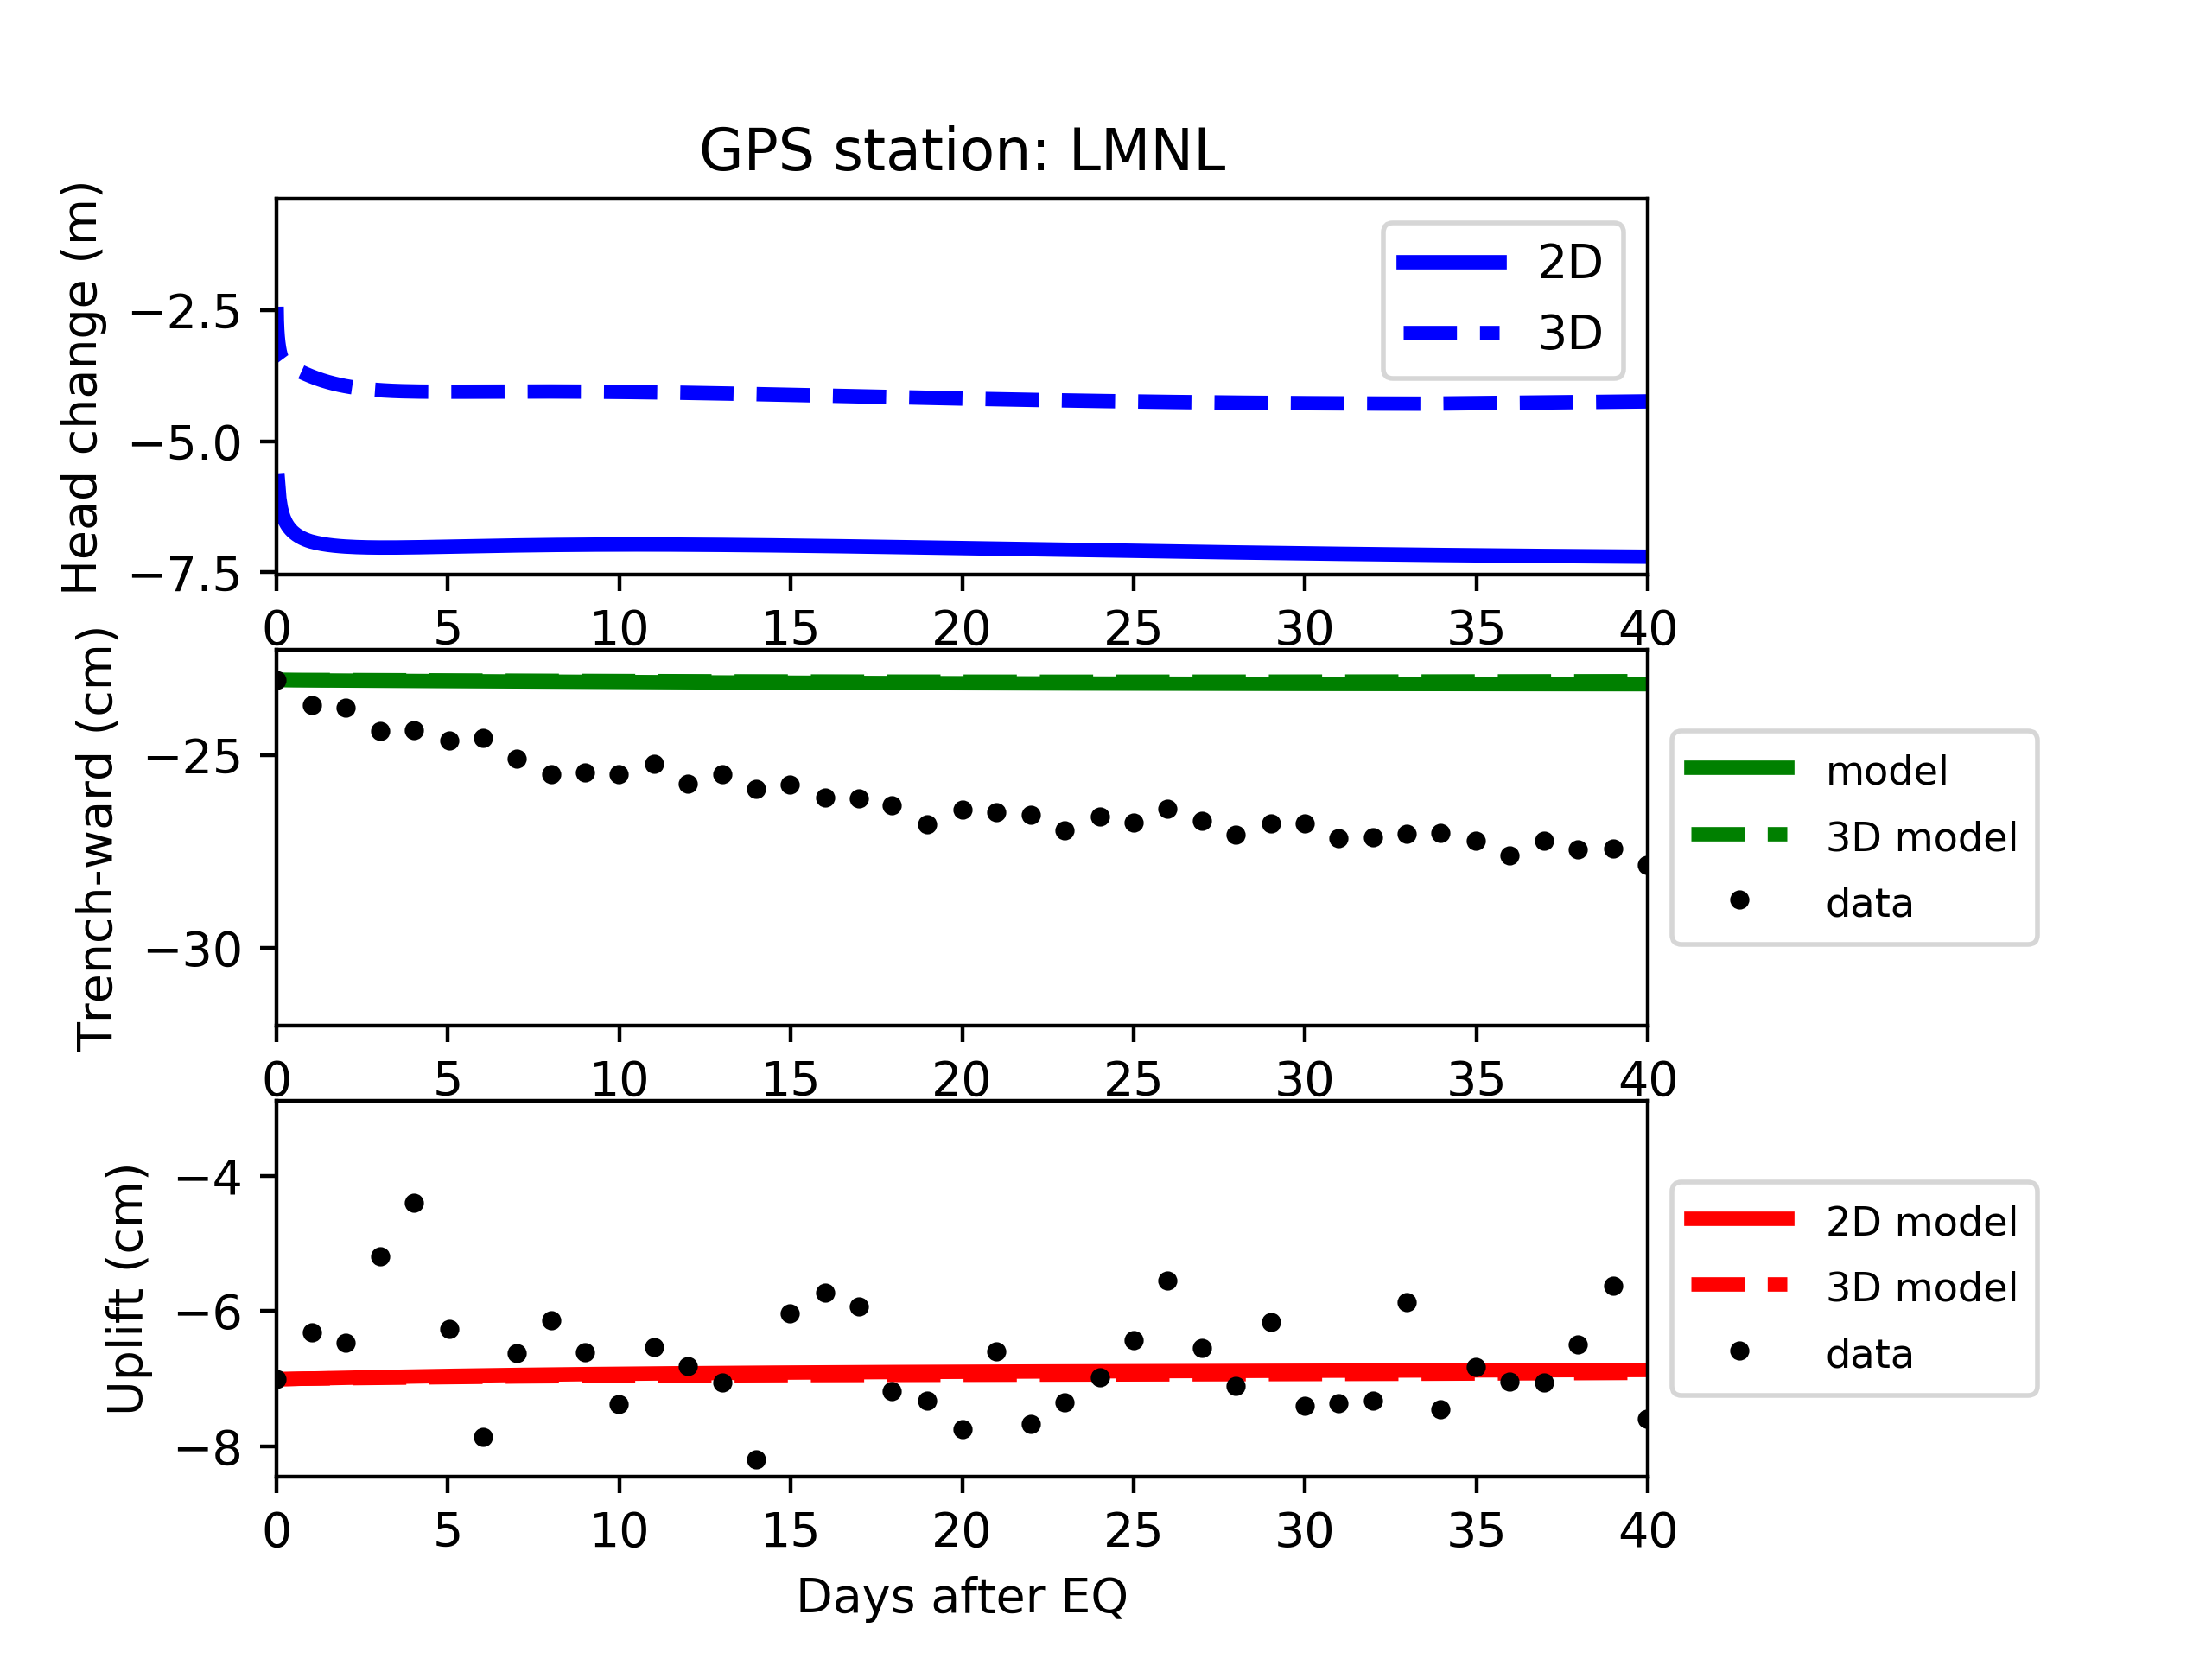 GPS station: LMNL
Head change (m)
−2.5
−5.0
−7.5
2D
3D
0 5 10 15 20 25 30 35 40
Trench-ward (cm)
−25
−30
model
3D model
data
0 5 10 15 20 25 30 35 40
Uplift (cm)
−4
−6
−8
2D model
3D model
data
0 5 10 15 20 25 30 35 40
Days after EQ